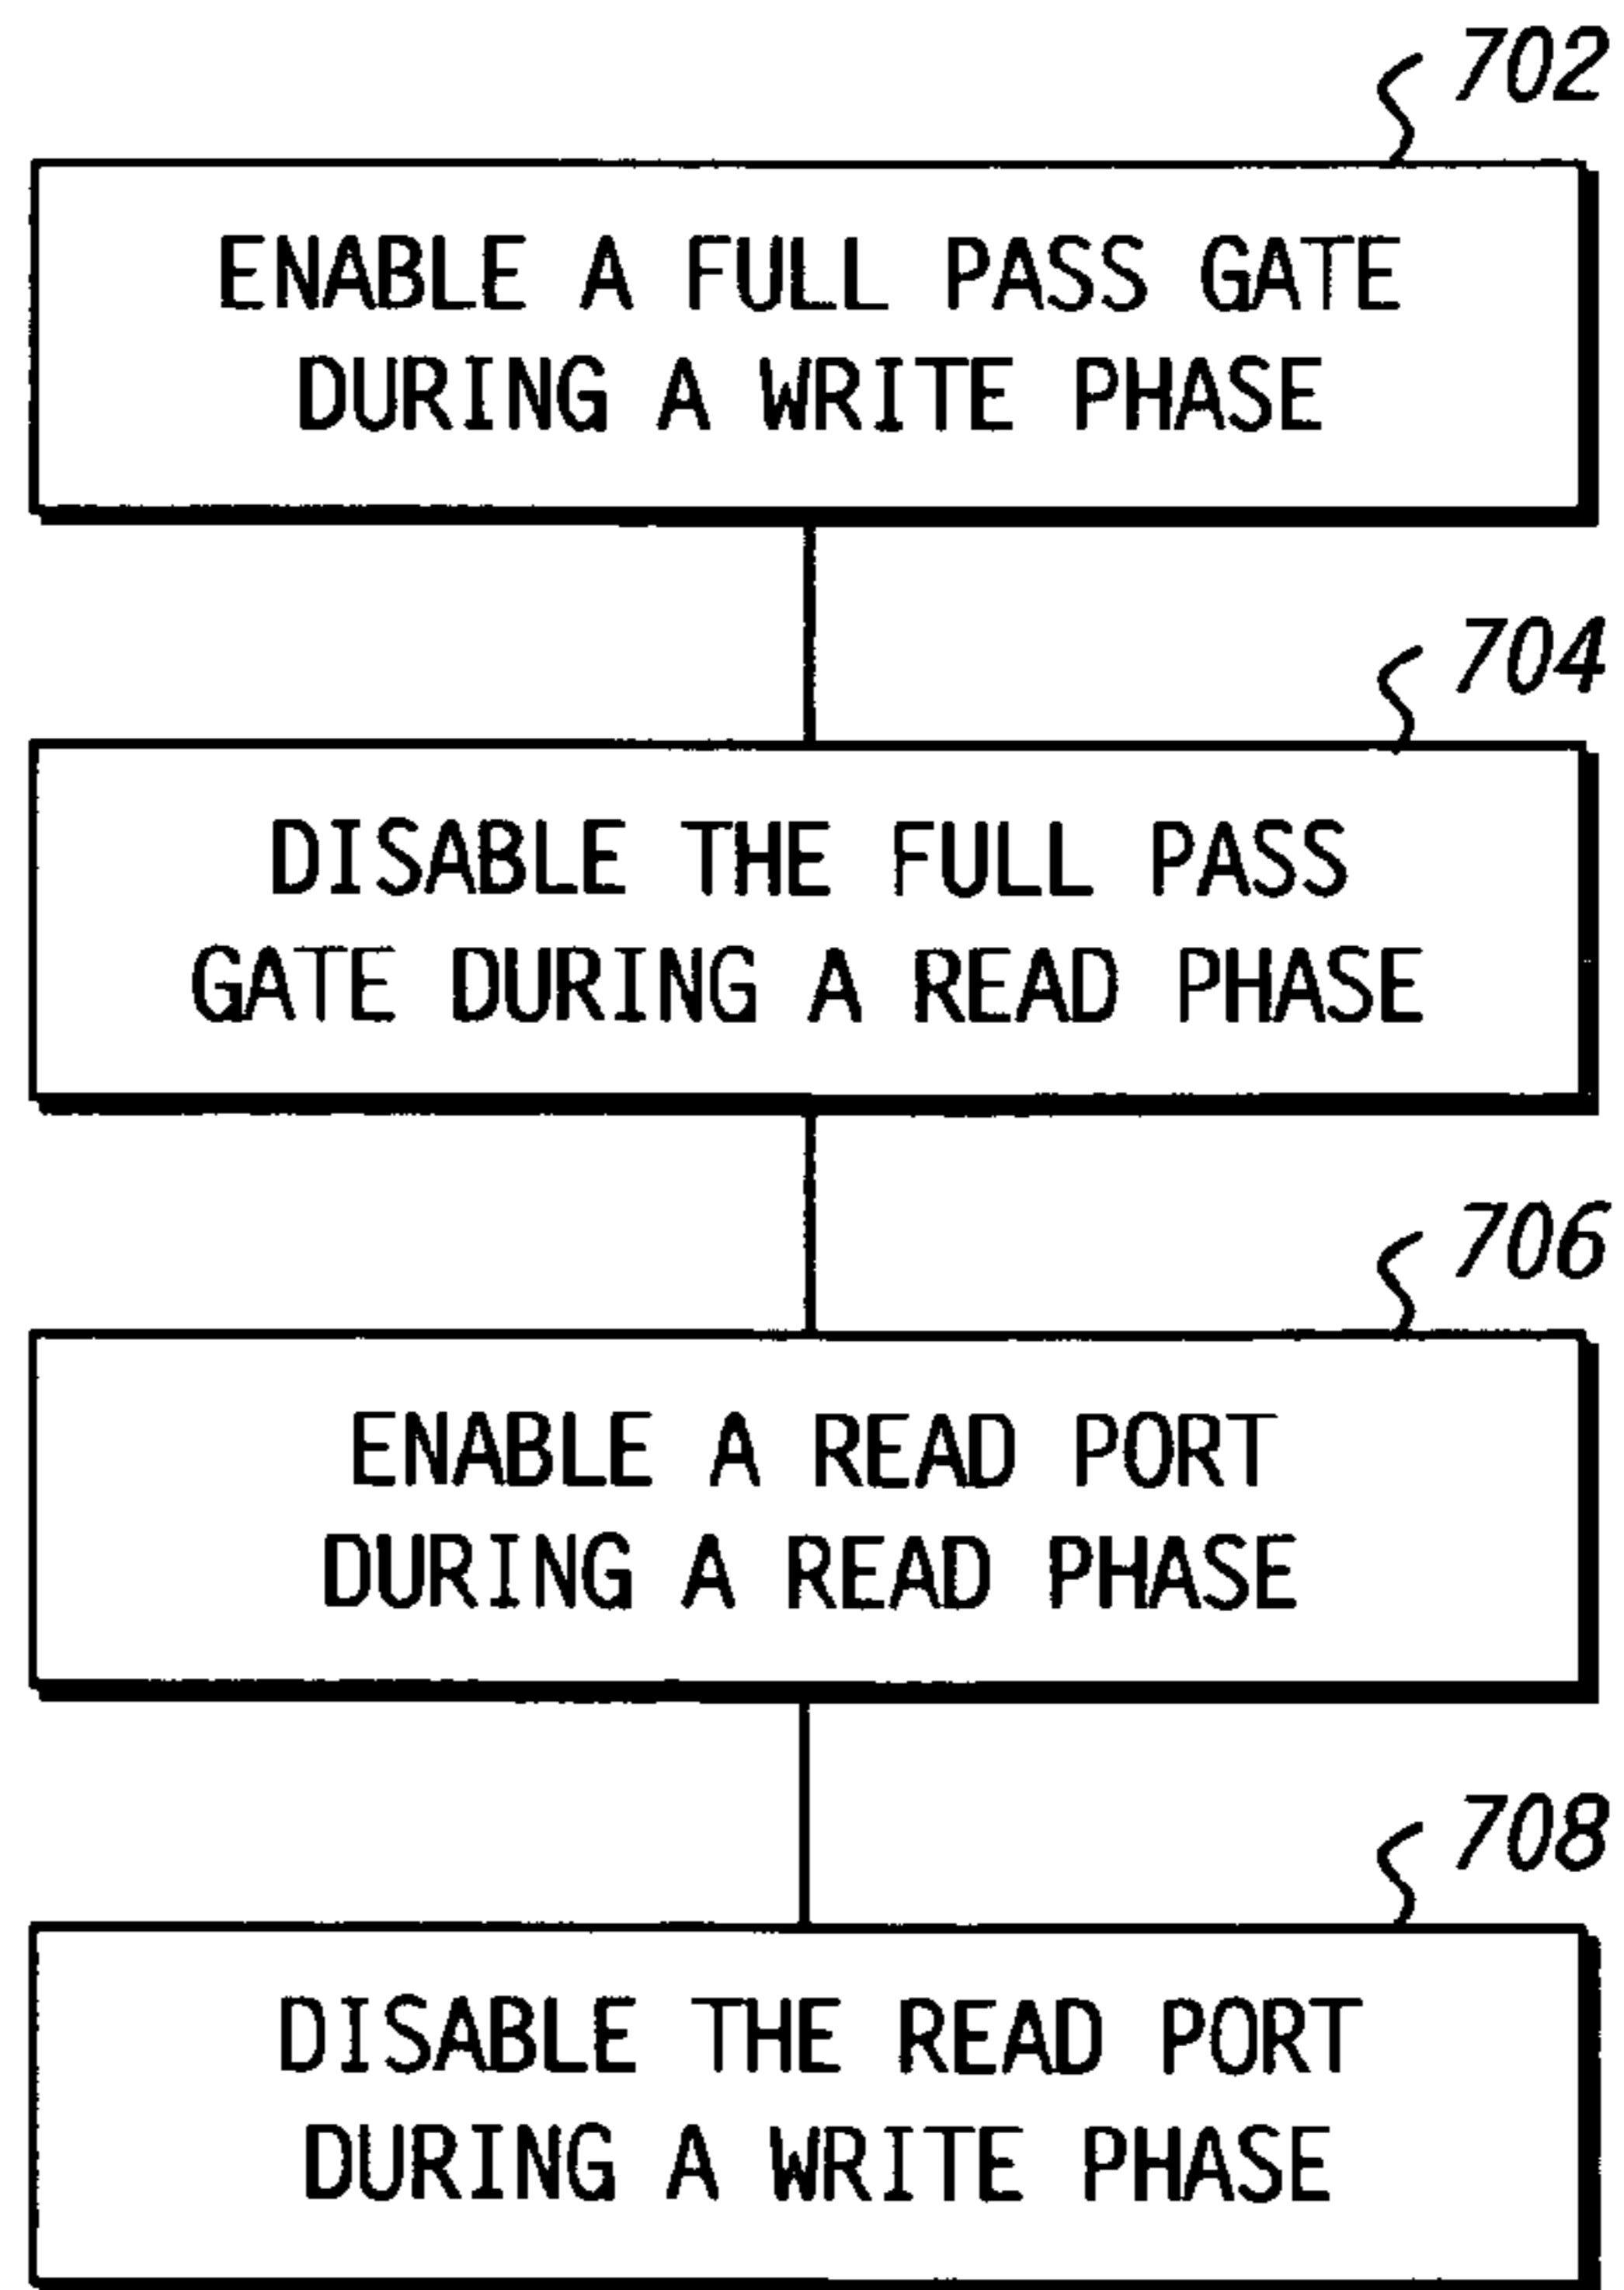 702
ENABLE A FULL PASS GATE
DURING A WRITE PHASE
704
DISABLE THE FULL PASS
GATE DURING A READ PHASE
706
ENABLE A READ PORT
DURING A READ PHASE
708
DISABLE THE READ PORT
DURING A WRITE PHASE